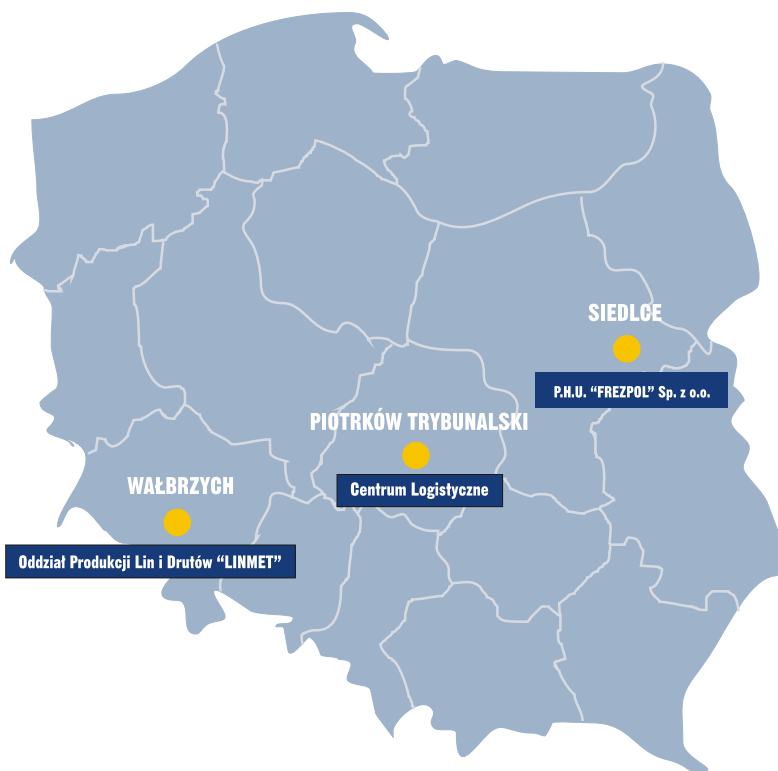 SIEDLCE
P.H.U. “FREZPOL” Sp. z o.o.
PIOTRKÓW TRYBUNALSKI
Centrum Logistyczne
WAŁBRZYCH
Oddział Produkcji Lin i Drutów “LINMET”